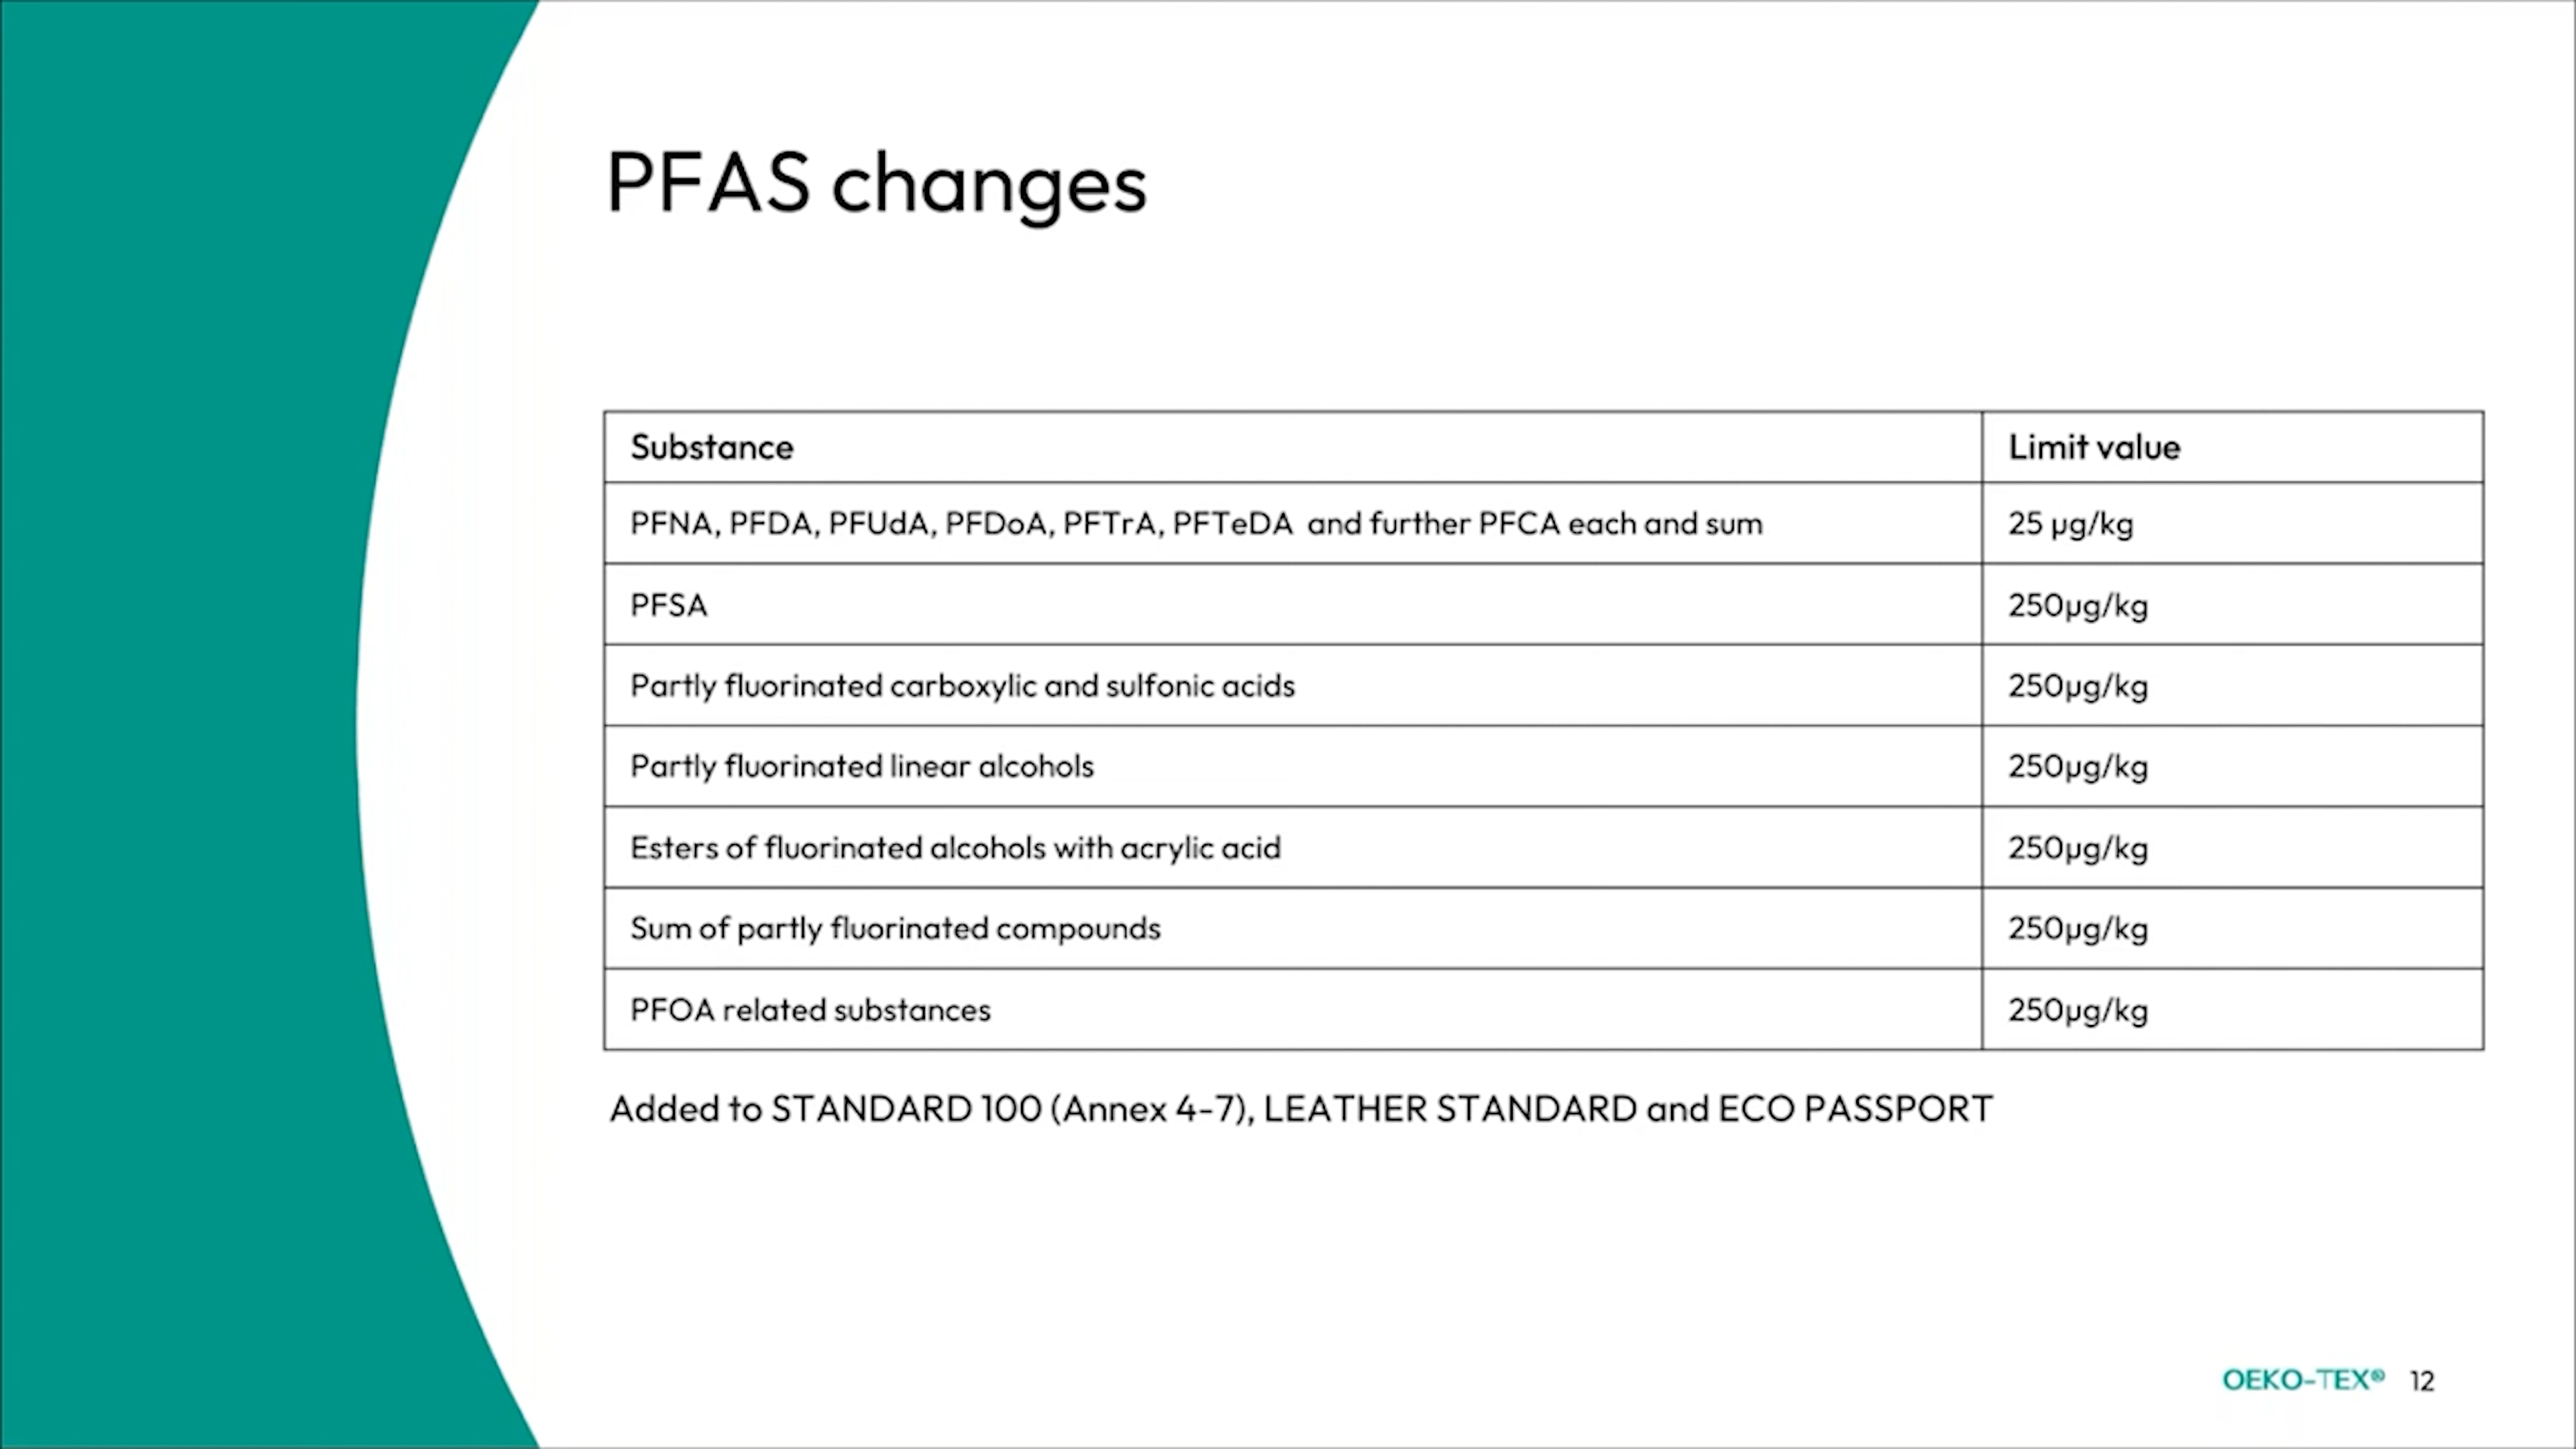 PFAS changes
Substance Limit value
PFNA, PFDA, PFUdA, PFDoA, PFTrA, PFTeDA and further PFCA each and sum 25 µg/kg
PFSA 250µg/kg
Partly fluorinated carboxylic and sulfonic acids 250µg/kg
Partly fluorinated linear alcohols 250µg/kg
Esters of fluorinated alcohols with acrylic acid 250µg/kg
Sum of partly fluorinated compounds 250µg/kg
PFOA related substances 250µg/kg
Added to STANDARD 100 (Annex 4-7), LEATHER STANDARD and ECO PASSPORT
OEKO-TEX® 12